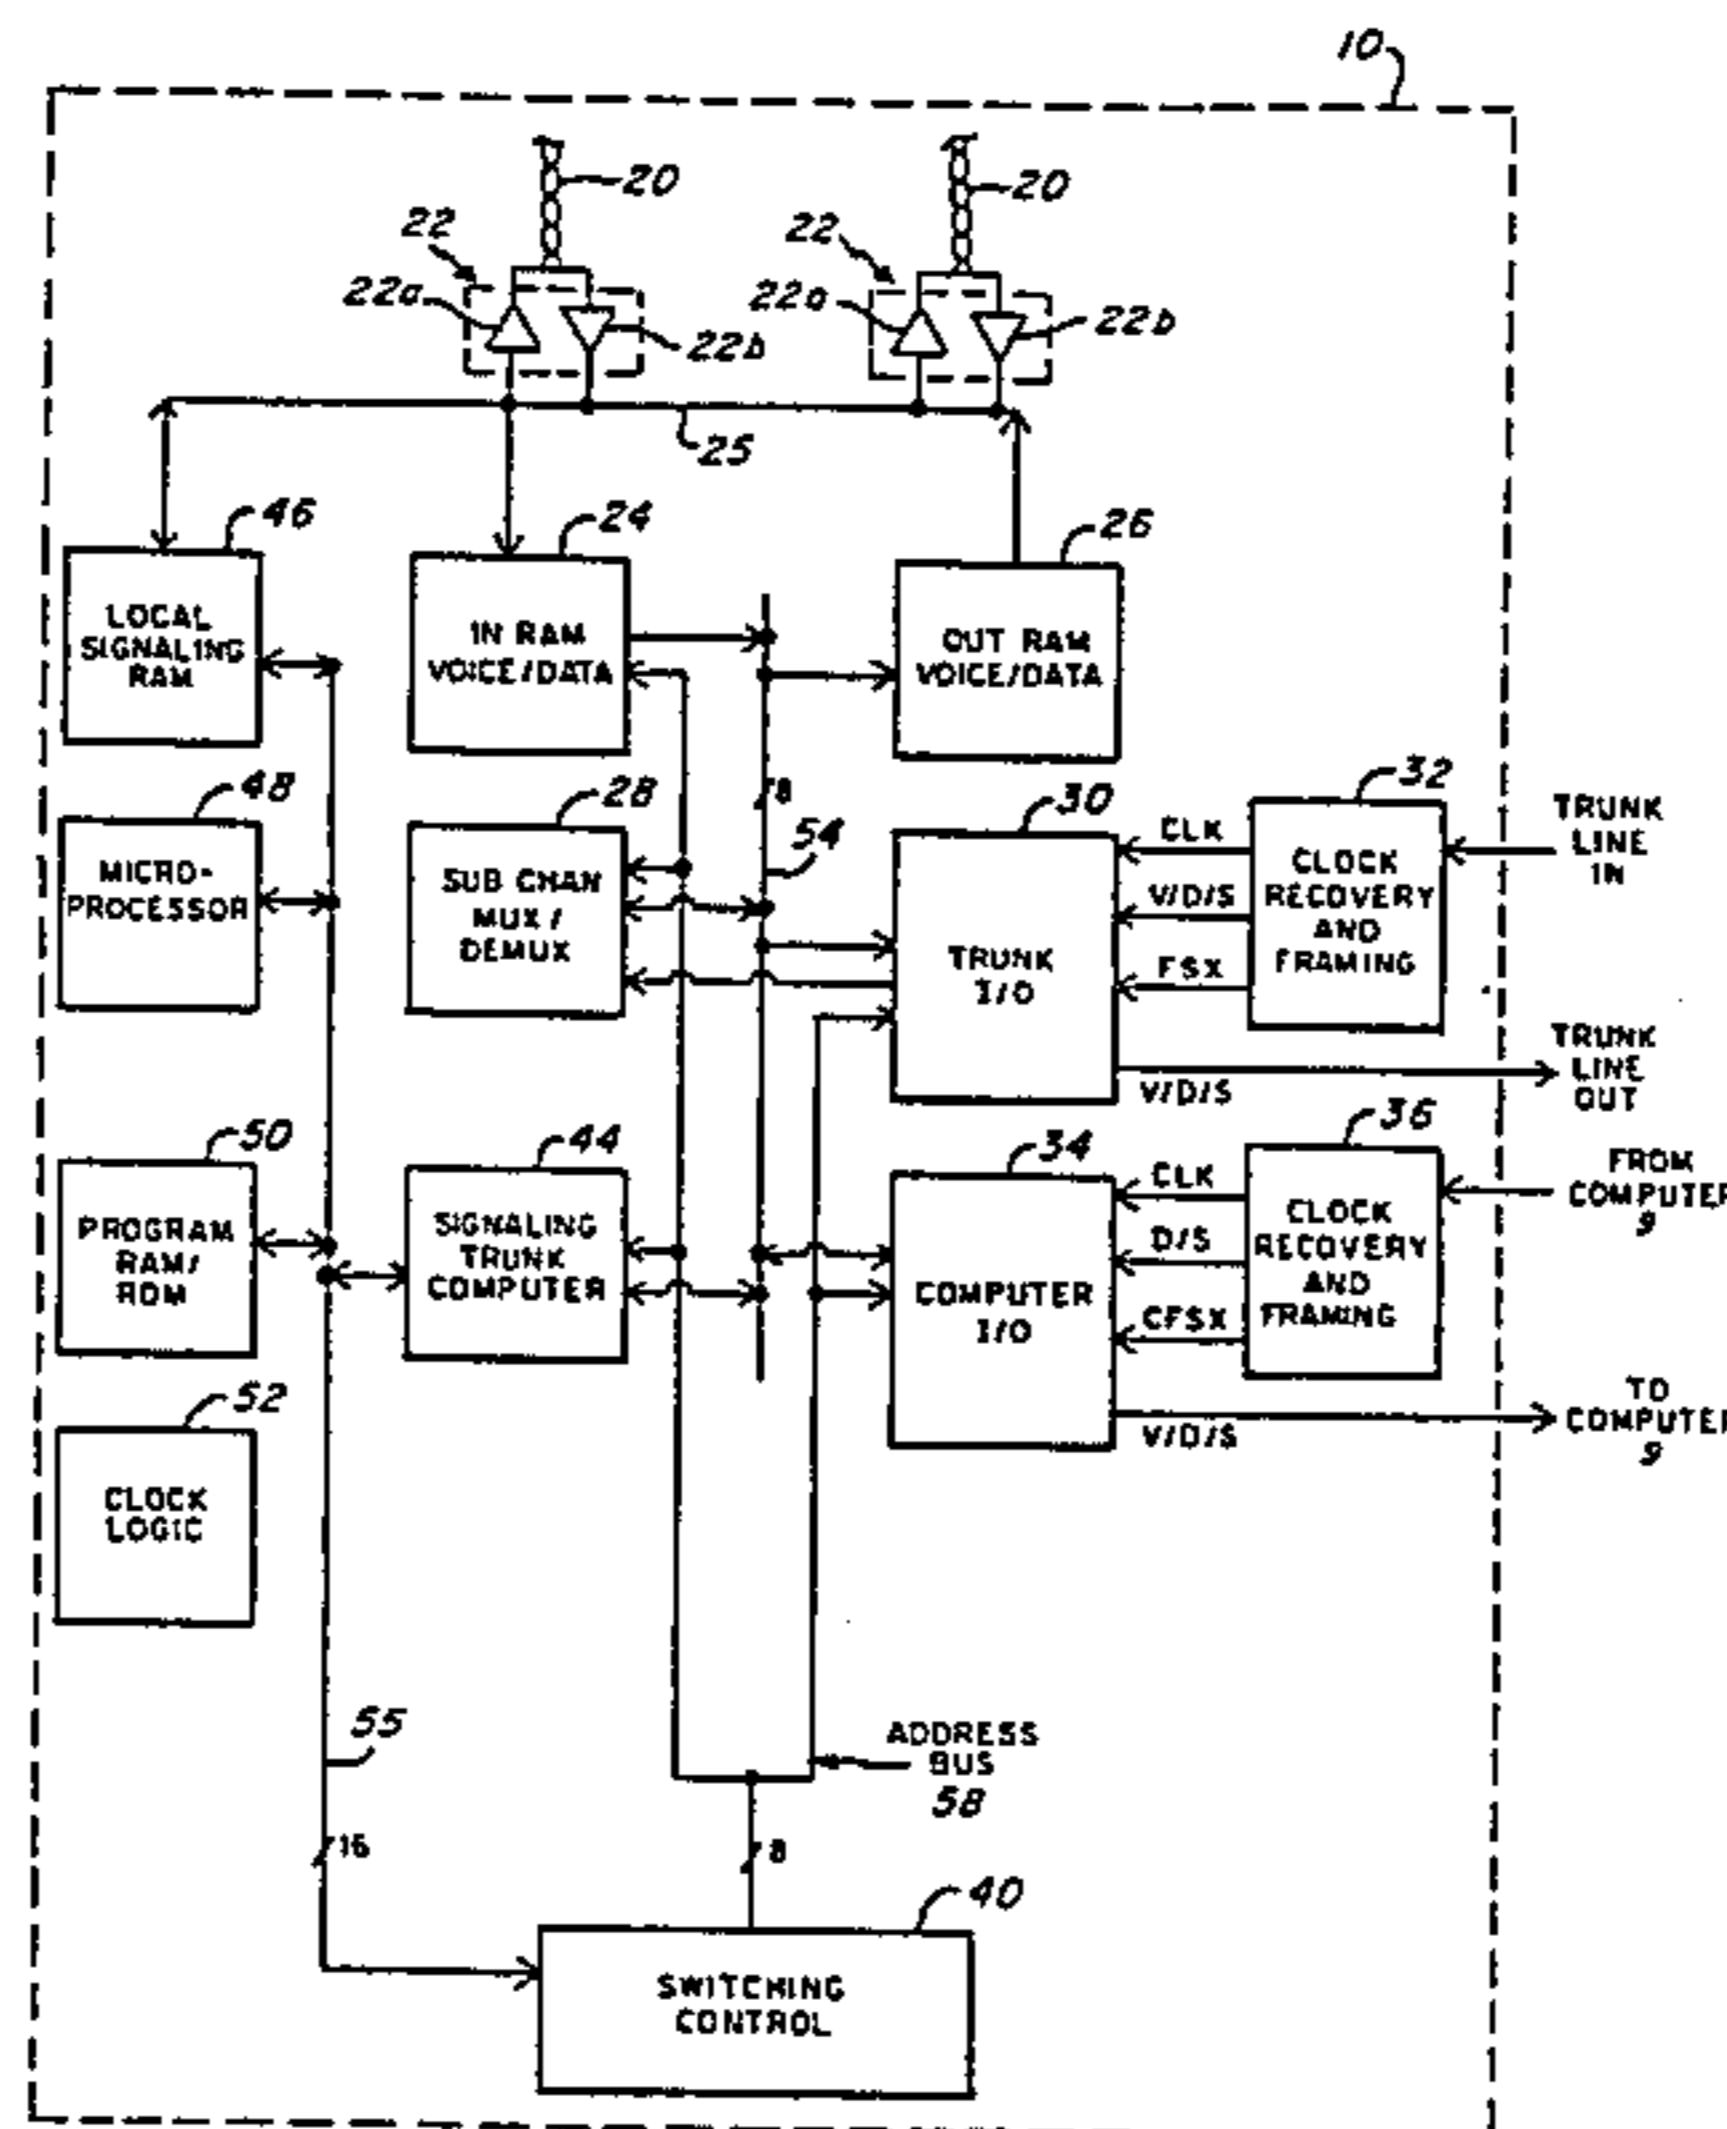 10
20
20
22
22
22a
22a
22b
22b
25
46
24
26
LOCAL
SIGNALING
RAM
IN RAM
VOICE/DATA
OUT RAM
VOICE/DATA
48
28
8
54
30
32
MICRO-
PROCESSOR
SUB CHAN
MUX/
DEMUX
TRUNK
I/O
CLK
V/D/S
FSX
CLOCK
RECOVERY
AND
FRAMING
TRUNK
LINE
IN
TRUNK
LINE
OUT
V/D/S
50
44
34
36
PROGRAM
RAM/
ROM
SIGNALING
TRUNK
COMPUTER
COMPUTER
I/O
CLK
D/S
CFSX
CLOCK
RECOVERY
AND
FRAMING
FROM
COMPUTER
9
TO
COMPUTER
9
V/D/S
52
CLOCK
LOGIC
55
ADDRESS
BUS
58
16
8
40
SWITCHING
CONTROL